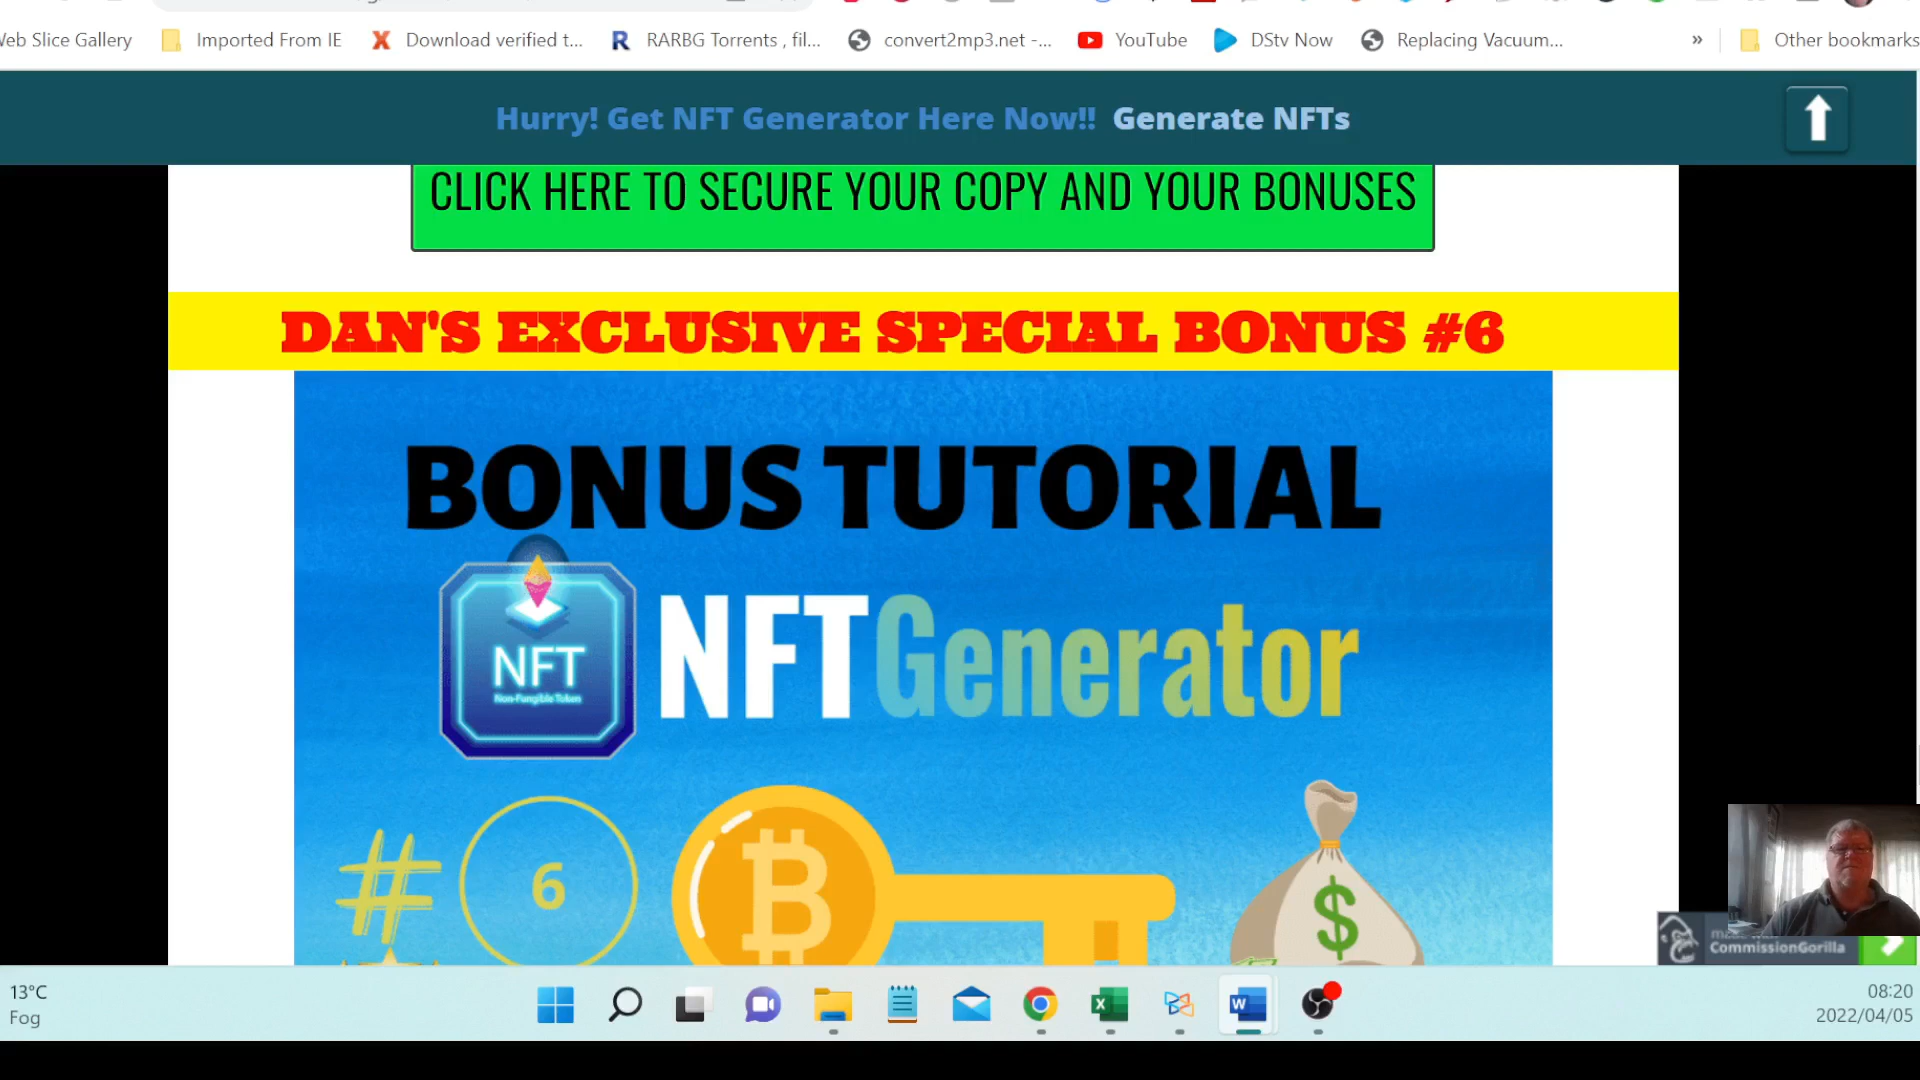 Web Slice Gallery Imported From IE Download verified t... RARBG Torrents , fil... convert2mp3.net -... YouTube DStv Now Replacing Vacuum... » Other bookmarks
Hurry! Get NFT Generator Here Now!! Generate NFTs
CLICK HERE TO SECURE YOUR COPY AND YOUR BONUSES
DAN'S EXCLUSIVE SPECIAL BONUS #6
BONUS TUTORIAL
NFT
Non-Fungible Token
NFTGenerator
# 6
$
CommissionGorilla
13°C
Fog
08:20
2022/04/05